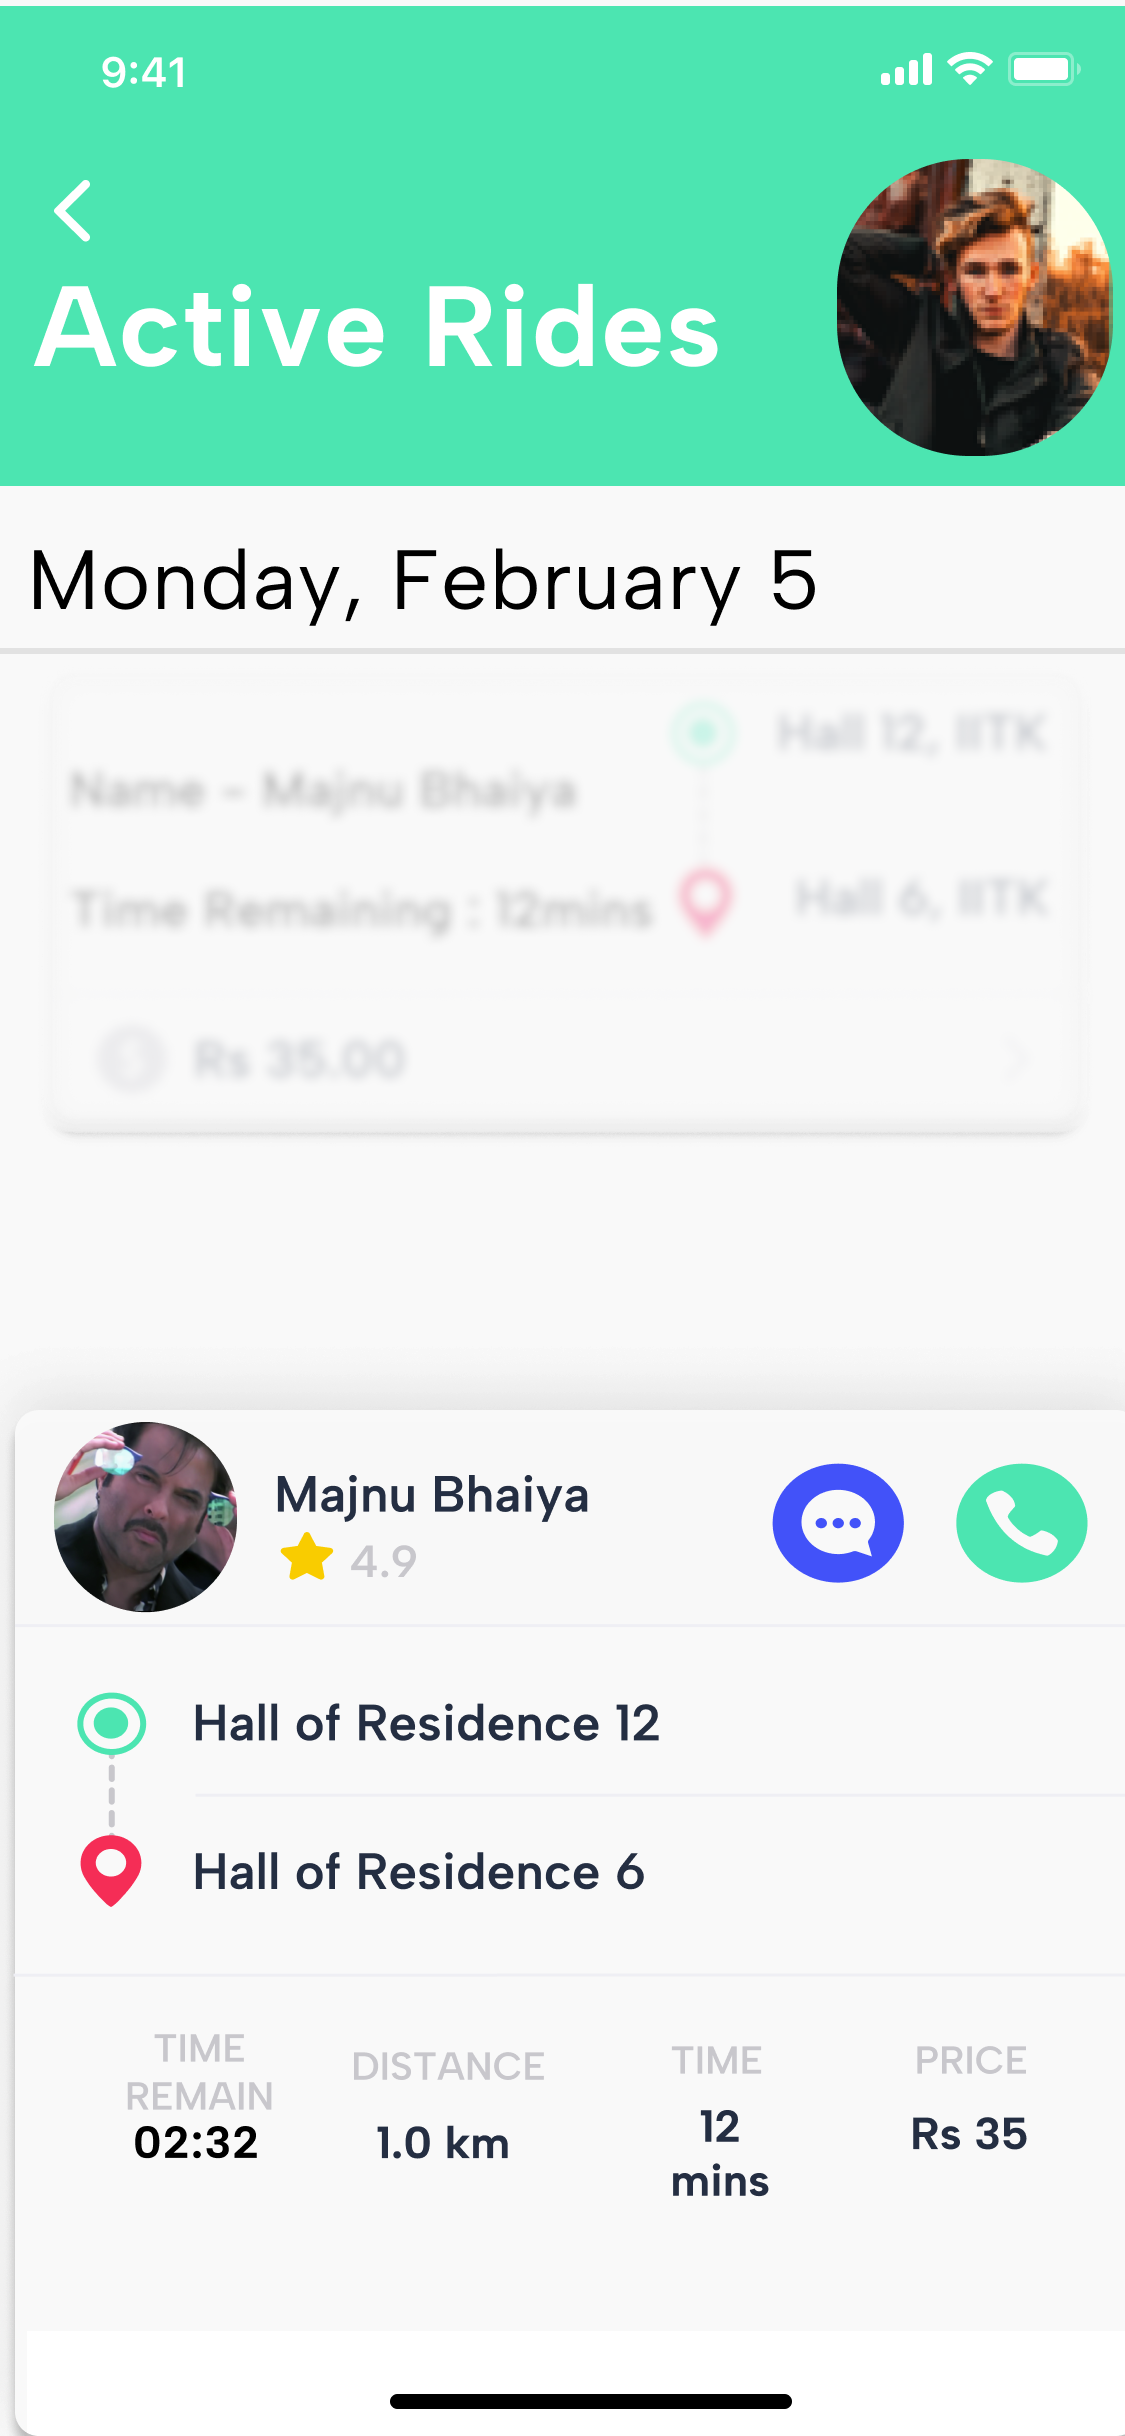 9:41
Active Rides
Monday, February 5
Hall 12, IITK
Name - Majnu Bhaiya
Time Remaining : 12mins
Hall 6, IITK
Rs 35.00
Majnu Bhaiya
4.9
Hall of Residence 12
Hall of Residence 6
TIME
REMAIN
02:32
DISTANCE
1.0 km
TIME
12
mins
PRICE
Rs 35